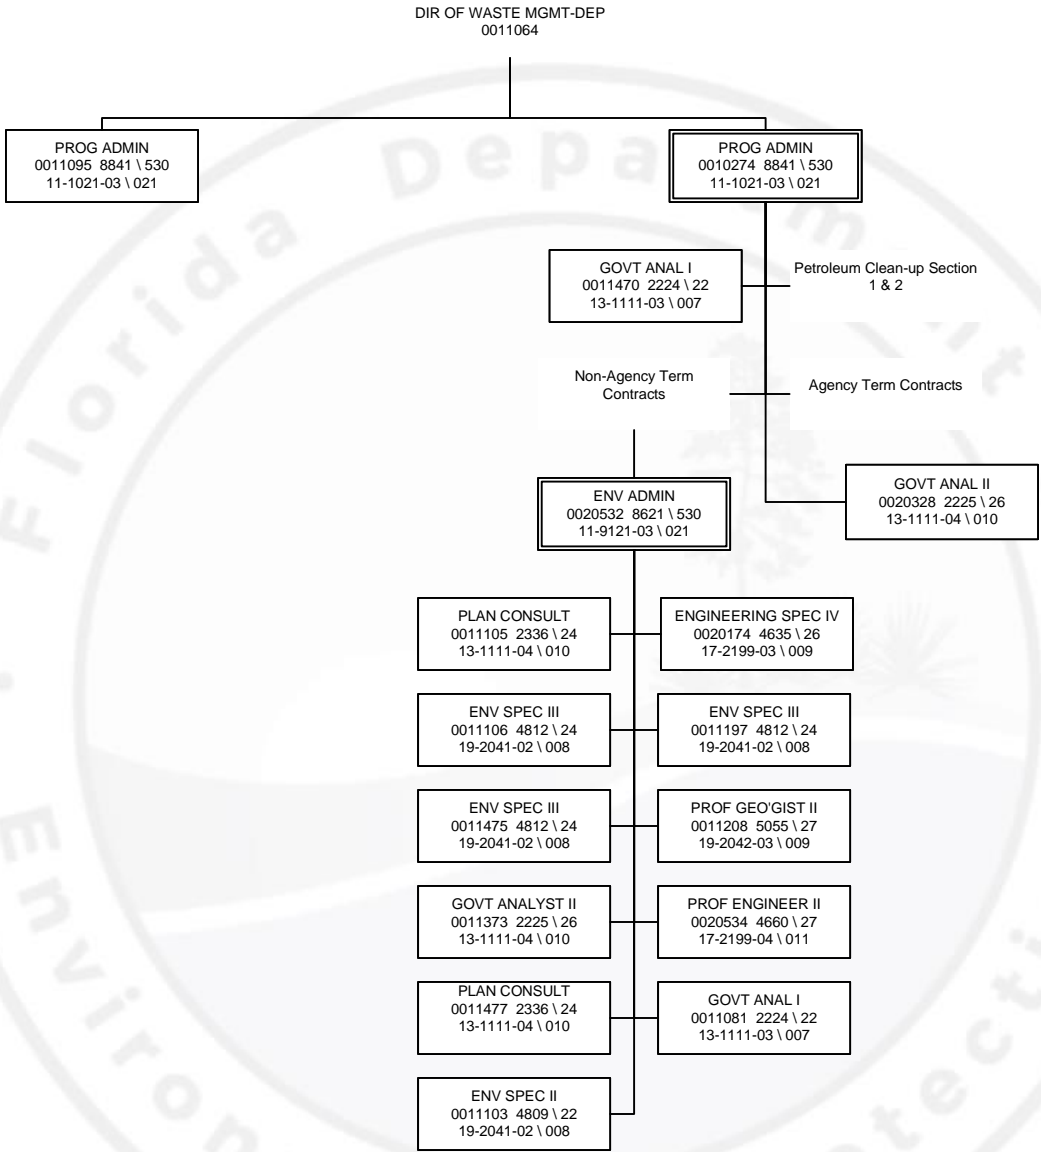 DIR OF WASTE MGMT-DEP
0011064
PROG ADMIN
0011095 8841 \ 530
11-1021-03 \ 021
PROG ADMIN
0010274 8841 \ 530
11-1021-03 \ 021
GOVT ANAL I
0011470 2224 \ 22
13-1111-03 \ 007
Petroleum Clean-up Section
1 & 2
Non-Agency Term
Contracts
Agency Term Contracts
GOVT ANAL II
0020328 2225 \ 26
13-1111-04 \ 010
ENV ADMIN
0020532 8621 \ 530
11-9121-03 \ 021
PLAN CONSULT
0011105 2336 \ 24
13-1111-04 \ 010
ENGINEERING SPEC IV
0020174 4635 \ 26
17-2199-03 \ 009
ENV SPEC III
0011106 4812 \ 24
19-2041-02 \ 008
ENV SPEC III
0011197 4812 \ 24
19-2041-02 \ 008
ENV SPEC III
0011475 4812 \ 24
19-2041-02 \ 008
PROF GEO'GIST II
0011208 5055 \ 27
19-2042-03 \ 009
GOVT ANALYST II
0011373 2225 \ 26
13-1111-04 \ 010
PROF ENGINEER II
0020534 4660 \ 27
17-2199-04 \ 011
PLAN CONSULT
0011477 2336 \ 24
13-1111-04 \ 010
GOVT ANAL I
0011081 2224 \ 22
13-1111-03 \ 007
ENV SPEC II
0011103 4809 \ 22
19-2041-02 \ 008
Florida